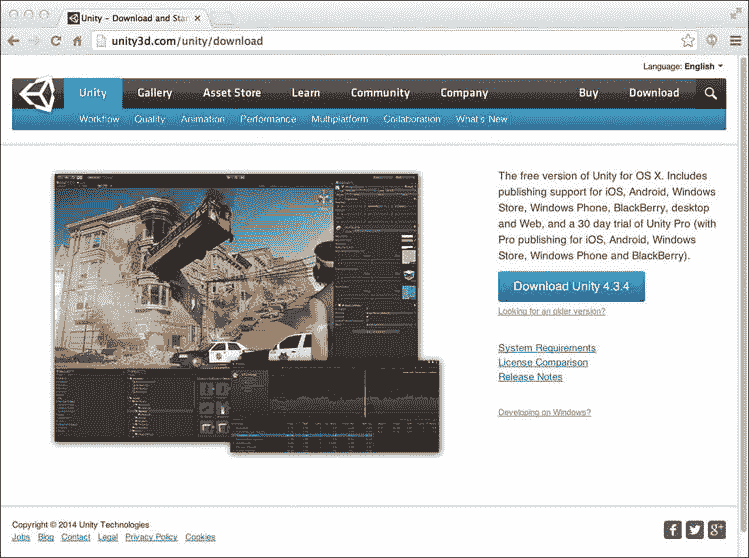 Unity - Download and Star
unity3d.com/unity/download
Language: English
Unity Gallery Asset Store Learn Community Company Buy Download
Workflow Quality Animation Performance Multiplatform Collaboration What's New
The free version of Unity for OS X. Includes
publishing support for iOS, Android, Windows
Store, Windows Phone, BlackBerry, desktop
and Web, and a 30 day trial of Unity Pro (with
Pro publishing for iOS, Android, Windows
Store, Windows Phone and BlackBerry).
Download Unity 4.3.4
Looking for an older version?
System Requirements
License Comparison
Release Notes
Developing on Windows?
Copyright © 2014 Unity Technologies
Jobs Blog Contact Legal Privacy Policy Cookies